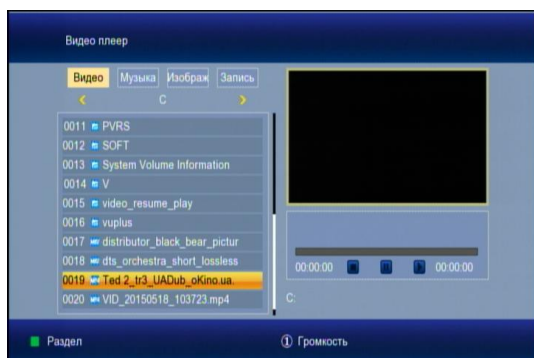 Видео плеер
Видео Музыка Изображ Запись
C
0011 PVRS
0012 SOFT
0013 System Volume Information
0014 V
0015 video_resume_play
0016 vuplus
0017 distributor_black_bear_pictur
0018 dts_orchestra_short_lossless
0019 Ted 2_tr3_UADub_oKino.ua.
0020 VID_20150518_103723.mp4
00:00:00 00:00:00
C:
Раздел ① Громкость